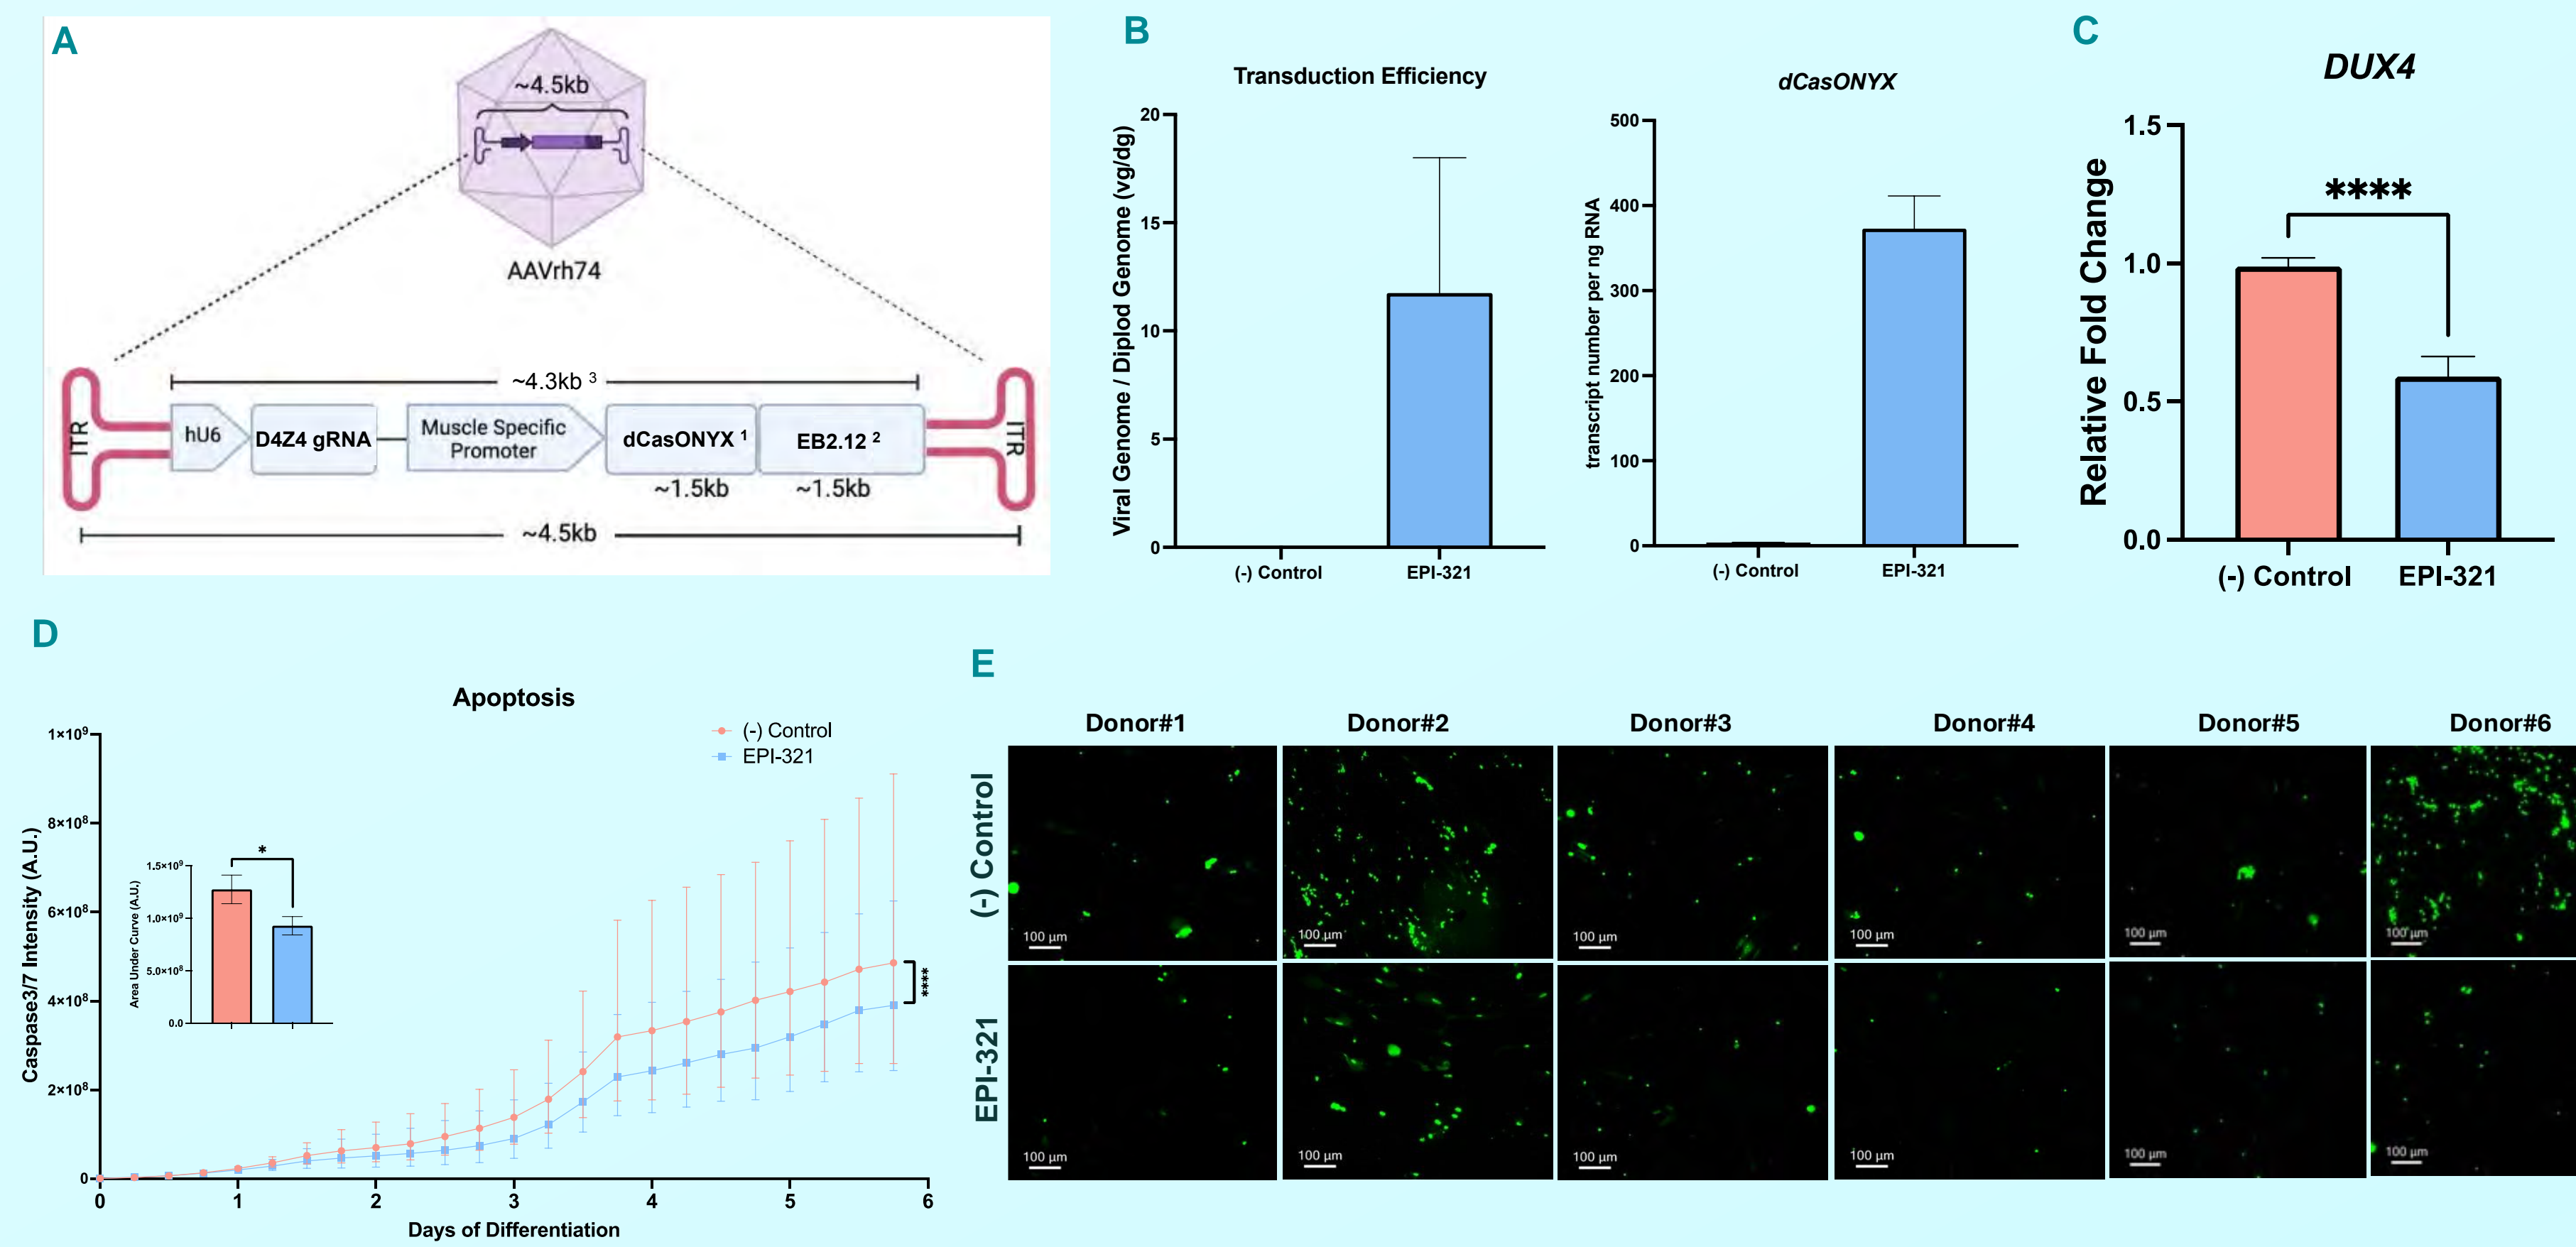 A
~4.5kb
AAVrh74
~4.3kb 3
ITR
hU6
D4Z4 gRNA
Muscle Specific
Promoter
dCasONYX 1
EB2.12 2
ITR
~1.5kb
~1.5kb
~4.5kb
B
Transduction Efficiency
Viral Genome / Diplod Genome (vg/dg)
20
15
10
5
0
(-) Control
EPI-321
dCasONYX
transcript number per ng RNA
500
400
300
200
100
0
(-) Control
EPI-321
C
DUX4
Relative Fold Change
1.5
1.0
0.5
0.0
****
(-) Control
EPI-321
D
Apoptosis
(-) Control
EPI-321
Caspase3/7 Intensity (A.U.)
1×10⁹
8×10⁸
6×10⁸
4×10⁸
2×10⁸
0
Area Under Curve (A.U.)
1.5×10⁹
1.0×10⁹
5.0×10⁸
0.0
*
****
0 1 2 3 4 5 6
Days of Differentiation
E
Donor#1 Donor#2 Donor#3 Donor#4 Donor#5 Donor#6
(-) Control
100 µm 100 µm 100 µm 100 µm 100 µm 100 µm
EPI-321
100 µm 100 µm 100 µm 100 µm 100 µm 100 µm